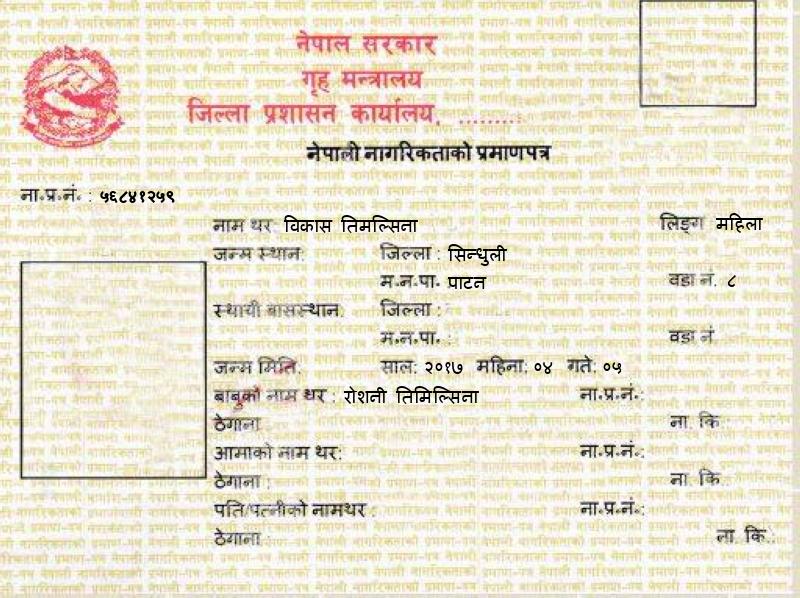 नेपाल सरकार
गृह मन्त्रालय
जिल्ला प्रशासन कार्यालय, ........
नेपाली नागरिकताको प्रमाणपत्र
ना.प्र.नं. : ५६८४१२५९
नाम थर: विकास तिमल्सिना लिङ्ग महिला
जन्म स्थान: जिल्ला : सिन्धुली
म.न.पा. पाटन वडा नं. ८
स्थायी बासस्थान: जिल्ला :
म.न.पा. : वडा नं
जन्म मिति: साल: २०१७ महिना: ०४ गते: ०५
बाबुको नाम थर : रोशनी तिमिल्सिना ना.प्र.नं.:
ठेगाना ना. कि.:
आमाको नाम थर: ना.प्र.नं.:
ठेगाना : ना. कि
पति/पत्नीको नामथर : ना.प्र.नं.:
ठेगाना : ना. कि.: